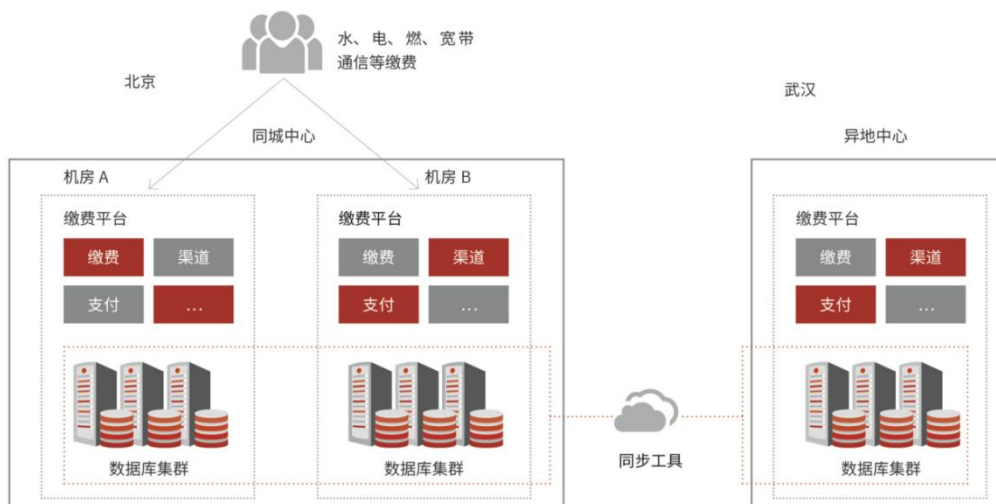 水、电、燃、宽带
通信等缴费
北京
武汉
同城中心
异地中心
机房 A
机房 B
缴费平台
缴费平台
缴费平台
缴费
渠道
缴费
渠道
缴费
渠道
支付
...
支付
...
支付
...
同步工具
数据库集群
数据库集群
数据库集群